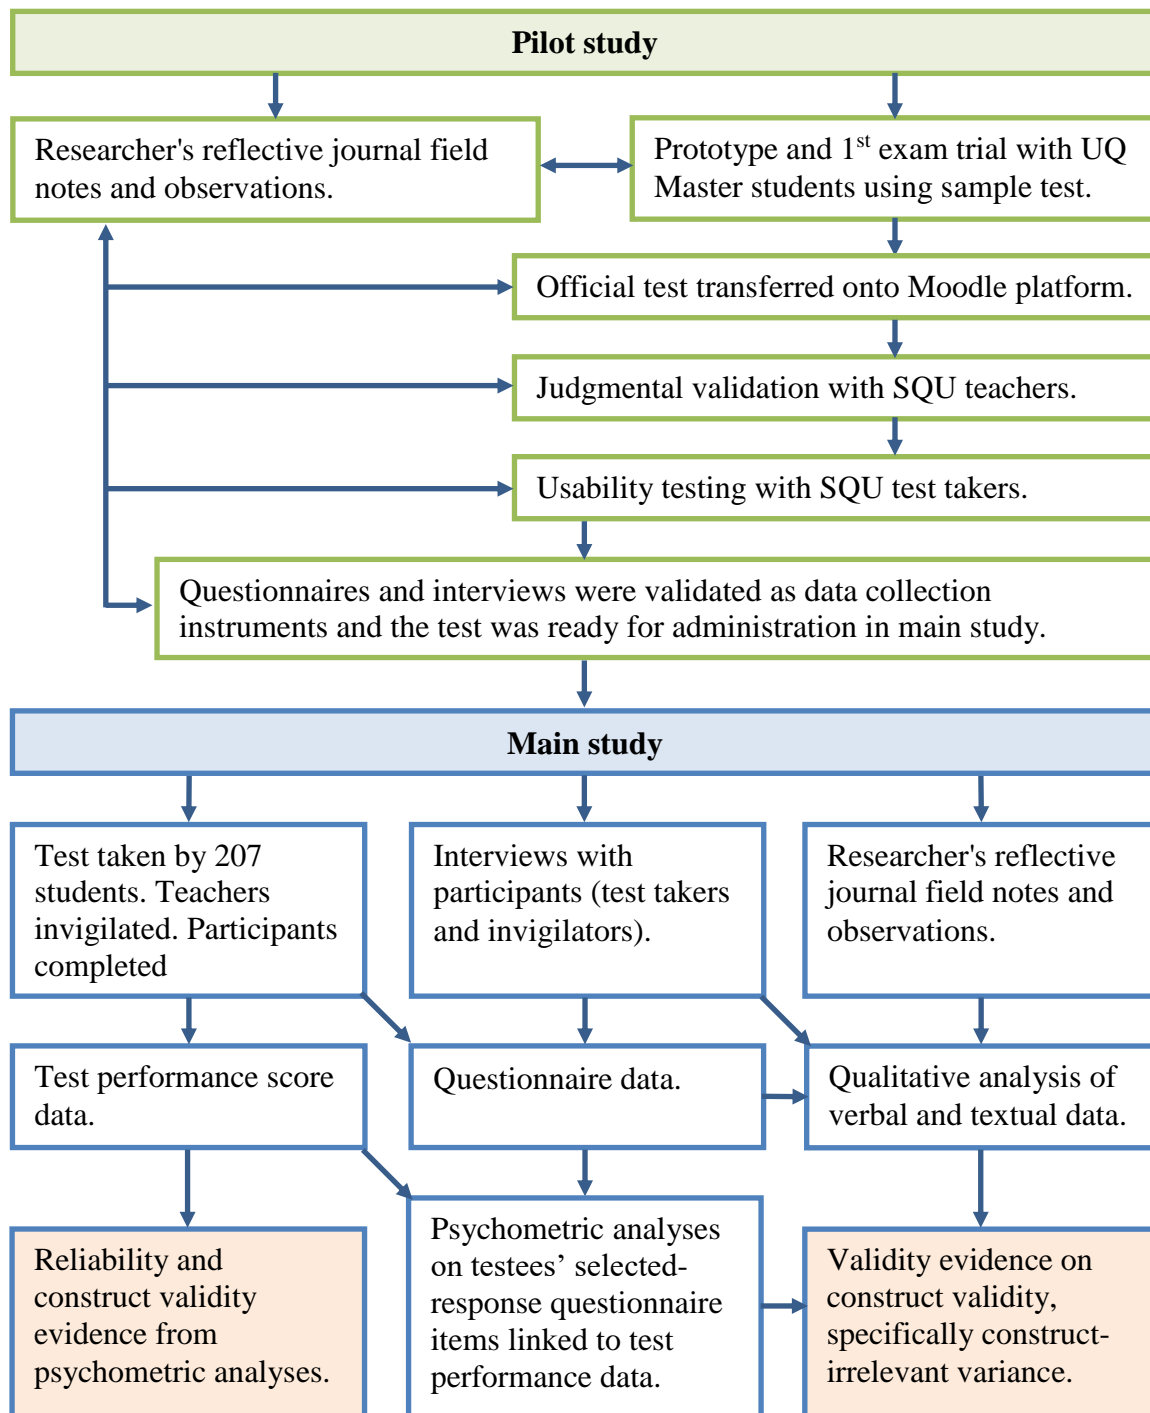 Pilot study
Researcher's reflective journal field
notes and observations.
Prototype and 1st exam trial with UQ
Master students using sample test.
Official test transferred onto Moodle platform.
Judgmental validation with SQU teachers.
Usability testing with SQU test takers.
Questionnaires and interviews were validated as data collection
instruments and the test was ready for administration in main study.
Main study
Test taken by 207
students. Teachers
invigilated. Participants
completed
Interviews with
participants (test takers
and invigilators).
Researcher's reflective
journal field notes and
observations.
Test performance score
data.
Questionnaire data.
Qualitative analysis of
verbal and textual data.
Reliability and
construct validity
evidence from
psychometric analyses.
Psychometric analyses
on testees’ selected-
response questionnaire
items linked to test
performance data.
Validity evidence on
construct validity,
specifically construct-
irrelevant variance.